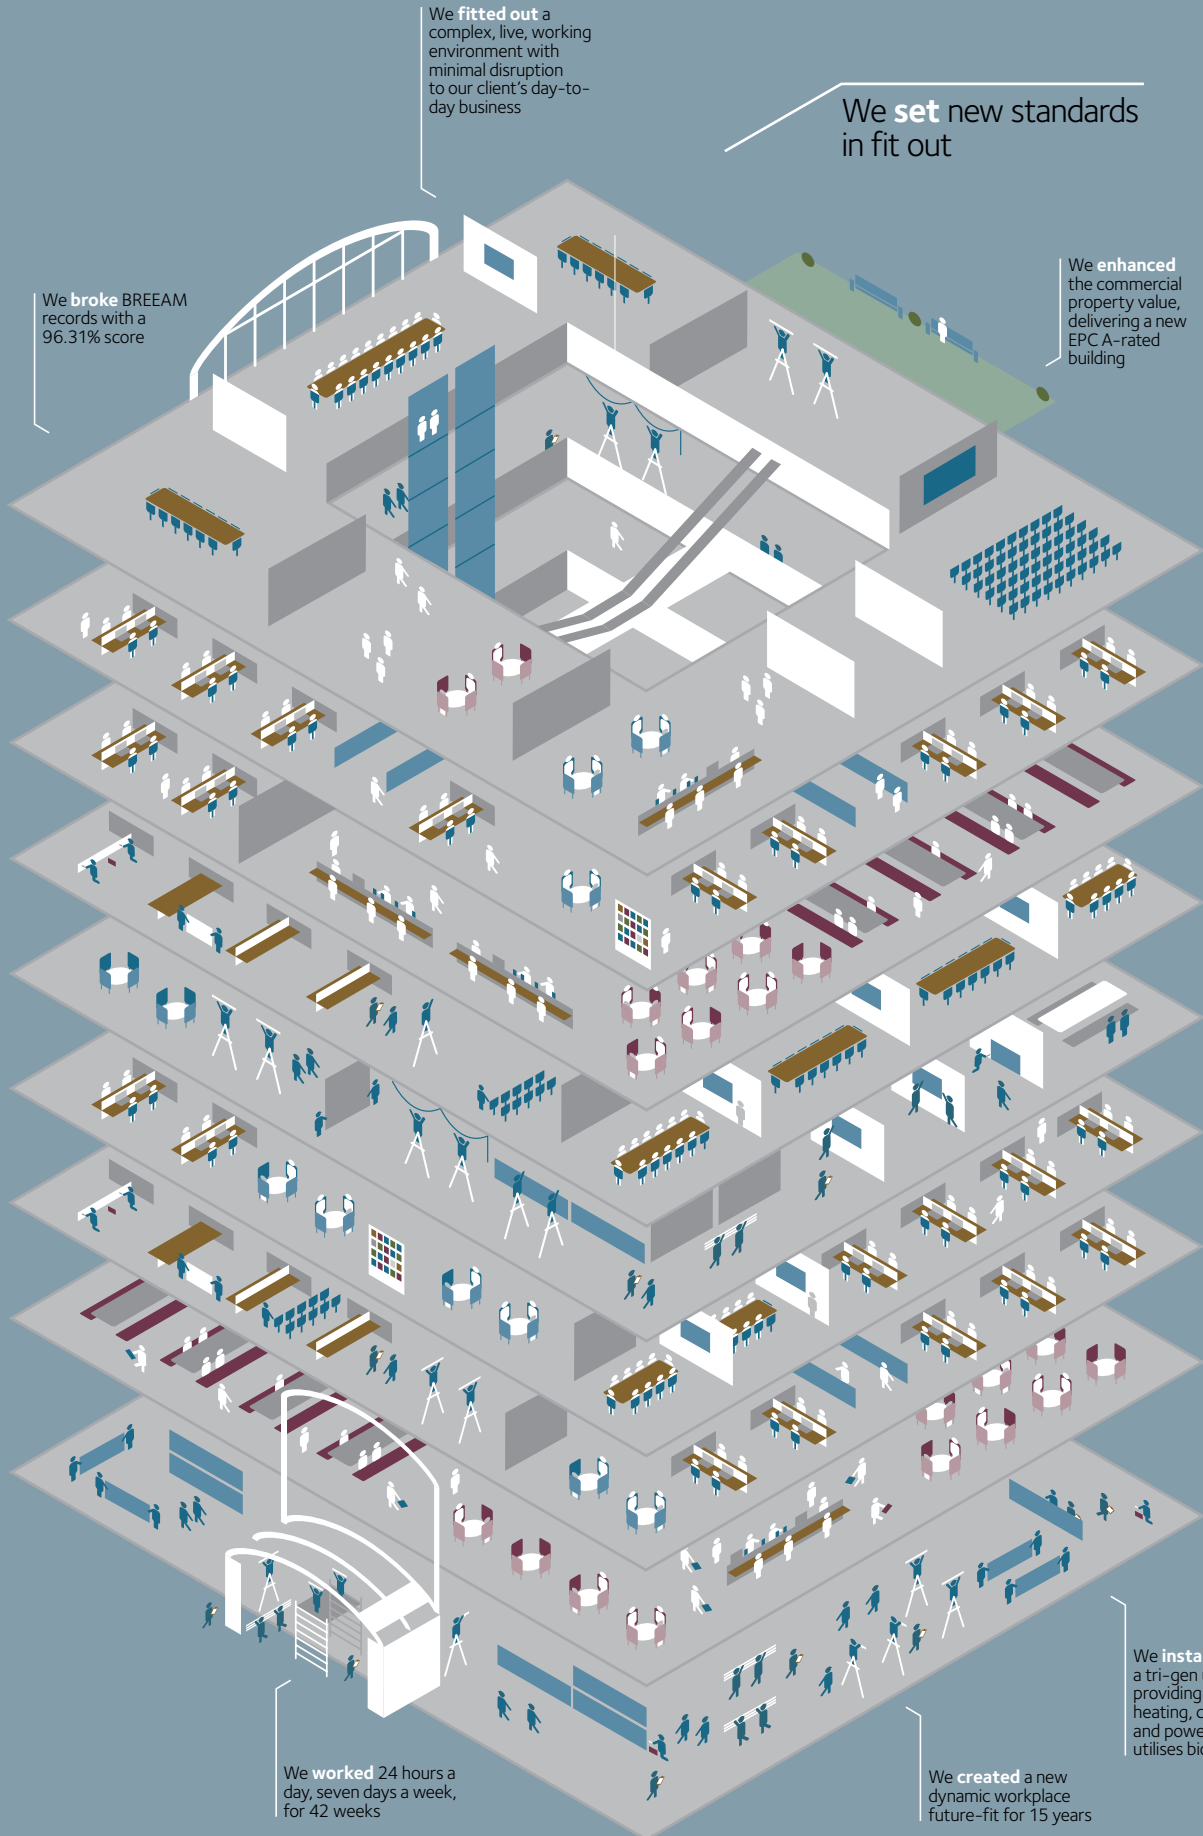 We fitted out a
complex, live, working
environment with
minimal disruption
to our client's day-to-
day business
We set new standards
in fit out
We enhanced
the commercial
property value,
delivering a new
EPC A-rated
building
We broke BREEAM
records with a
96.31% score
We
a tri-gen
providing
heating,
and
utilises
We worked 24 hours a
day, seven days a week,
for 42 weeks
We created a new
dynamic workplace
future-fit for 15 years